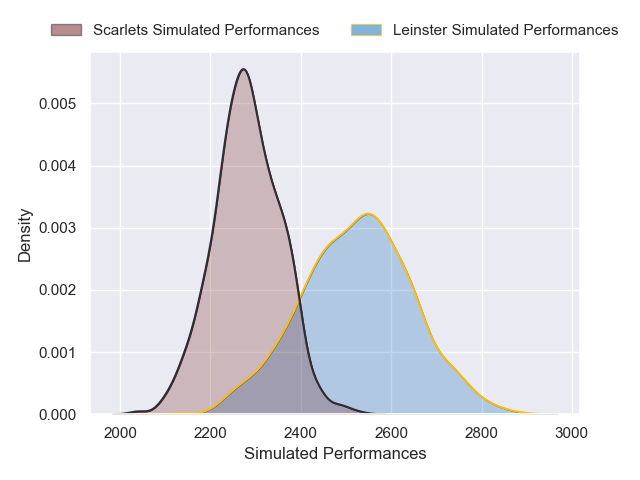 Scarlets Simulated Performances
Leinster Simulated Performances
0.005
0.004
0.003
0.002
0.001
0.000
Density
2000 2200 2400 2600 2800 3000
Simulated Performances